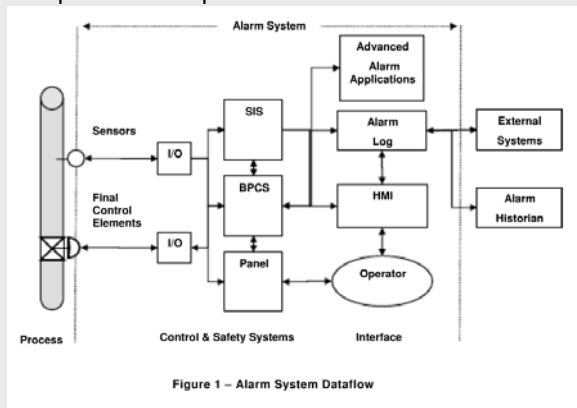 Alarm System
Advanced
Alarm
Applications
SIS
Alarm
Log
External
Systems
Sensors
I/O
BPCS
HMI
Alarm
Historian
Final
Control
Elements
I/O
Panel
Operator
Process
Control & Safety Systems
Interface
Figure 1 – Alarm System Dataflow